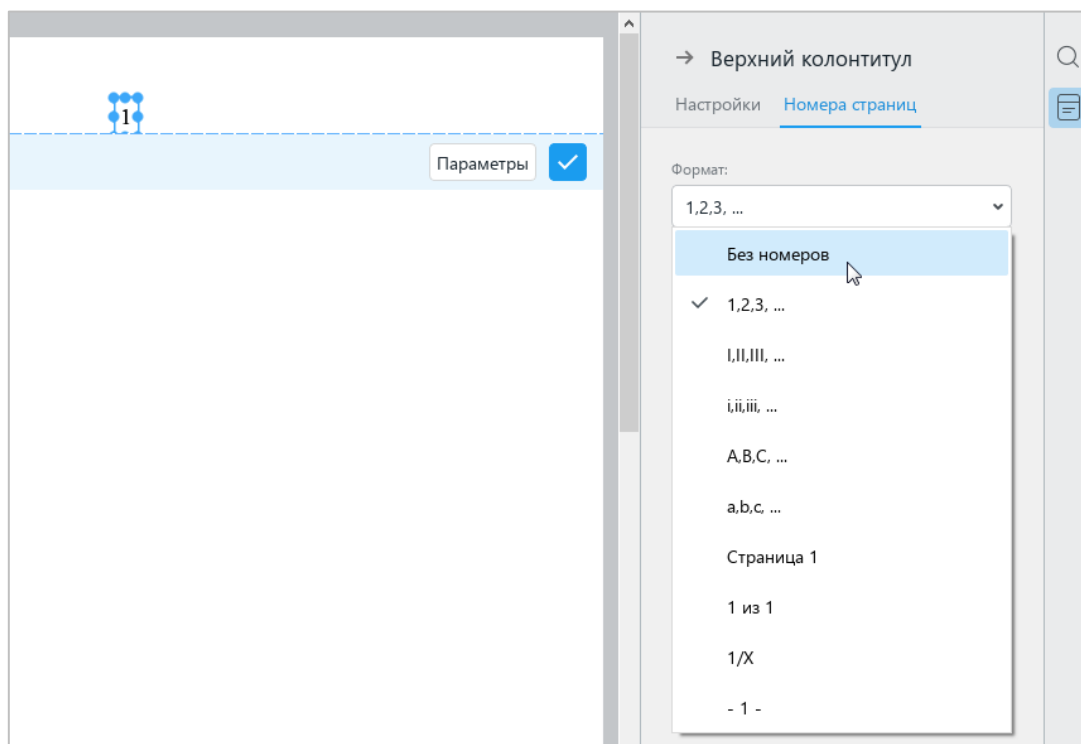 Верхний колонтитул
Настройки Номера страниц
1
Параметры
Формат:
1,2,3, ...
Без номеров
1,2,3, ...
I,II,III, ...
i,ii,iii, ...
A,B,C, ...
a,b,c, ...
Страница 1
1 из 1
1/X
- 1 -